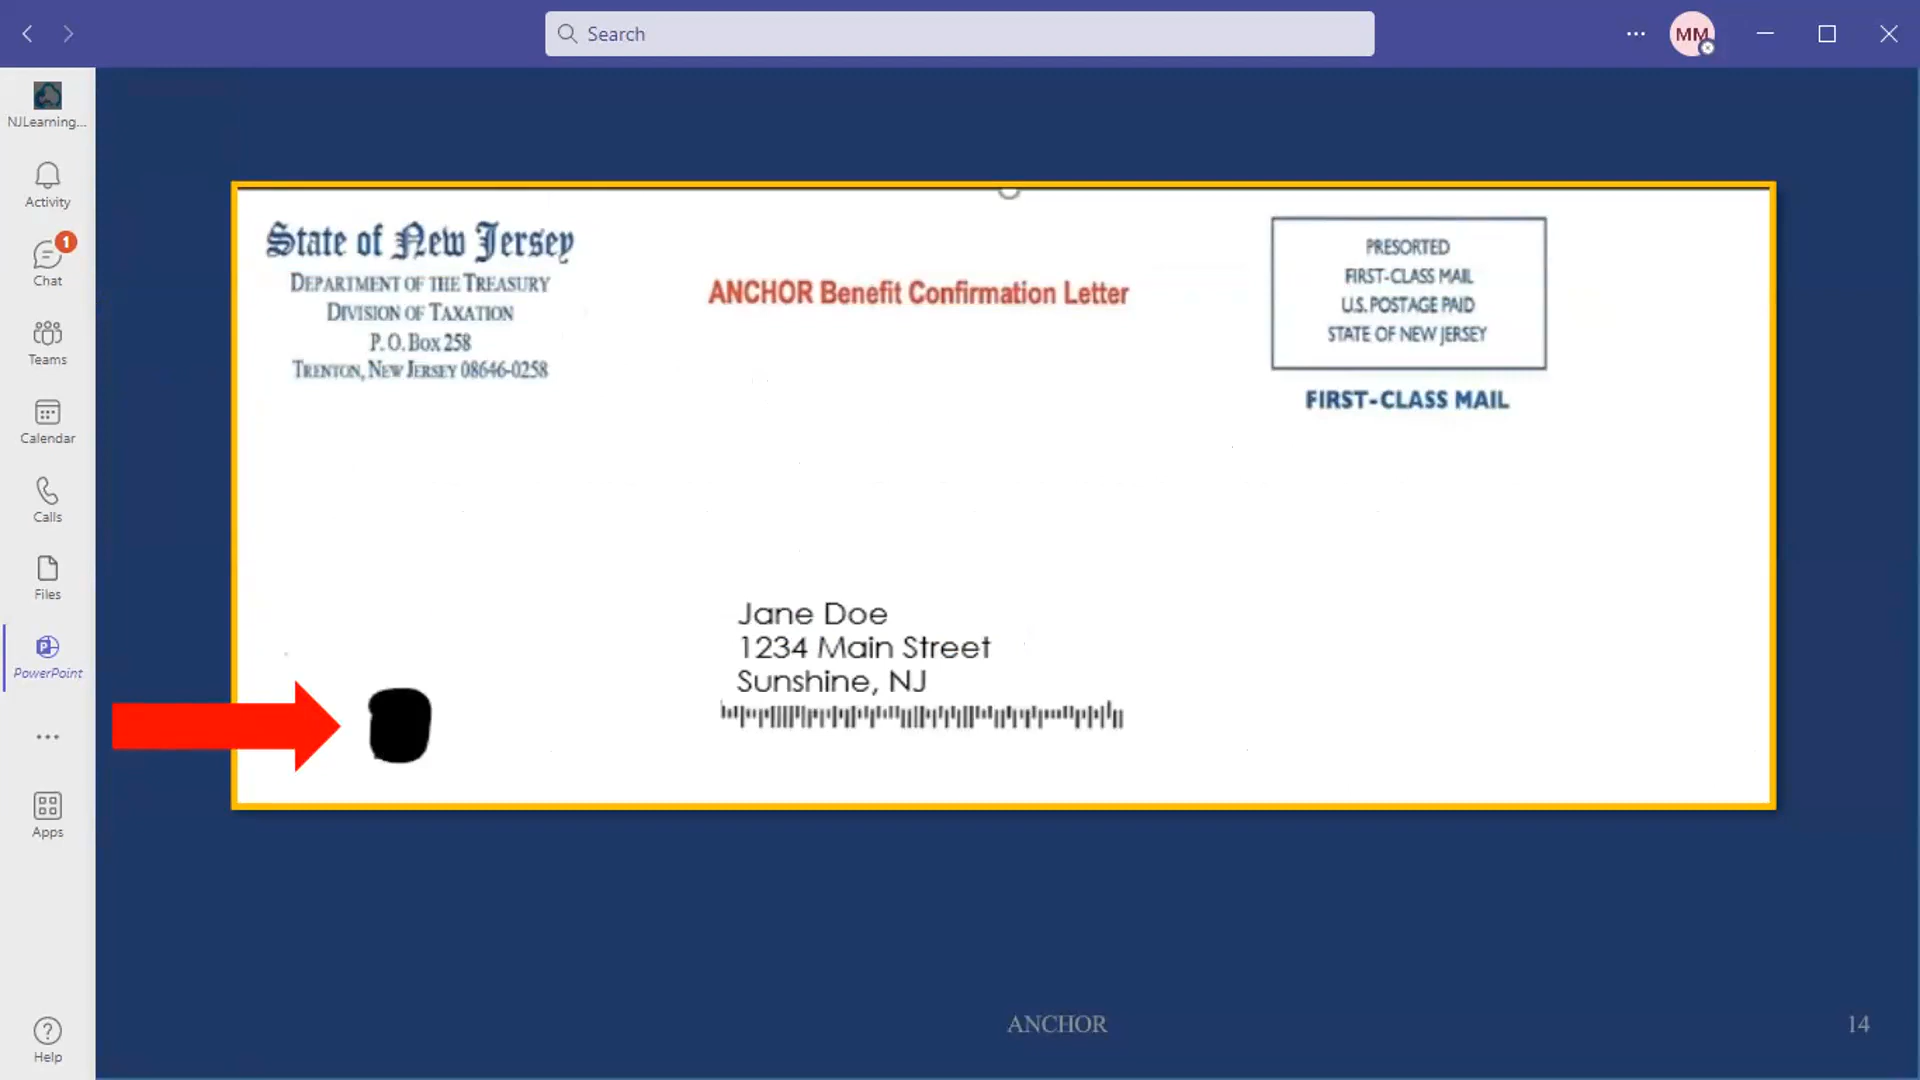 Search
MM
NJLearning...
Activity
1
Chat
Teams
Calendar
Calls
Files
PowerPoint
Apps
Help
State of New Jersey
DEPARTMENT OF THE TREASURY
DIVISION OF TAXATION
P. O. Box 258
TRENTON, NEW JERSEY 08646-0258
ANCHOR Benefit Confirmation Letter
PRESORTED
FIRST-CLASS MAIL
U.S. POSTAGE PAID
STATE OF NEW JERSEY
FIRST-CLASS MAIL
Jane Doe
1234 Main Street
Sunshine, NJ
ANCHOR
14